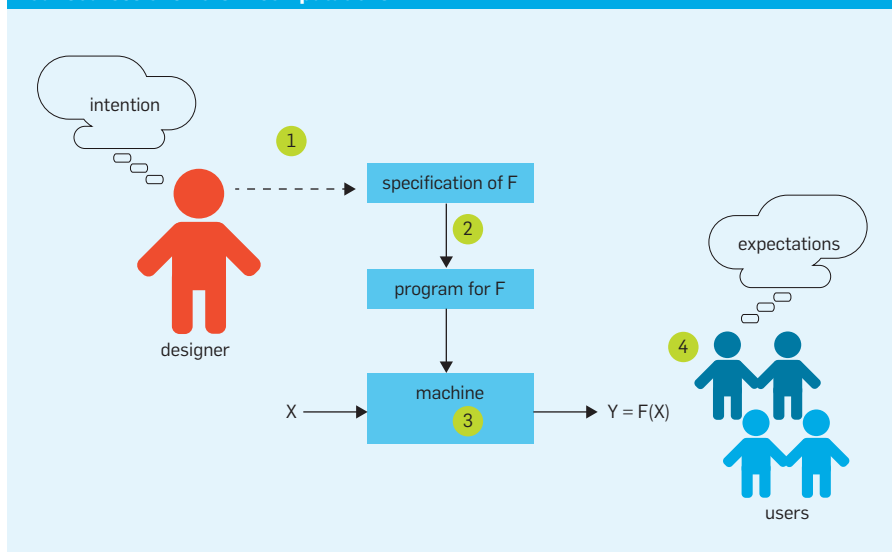 intention
1
specification of F
2
expectations
program for F
designer
4
machine
X
3
Y = F(X)
users